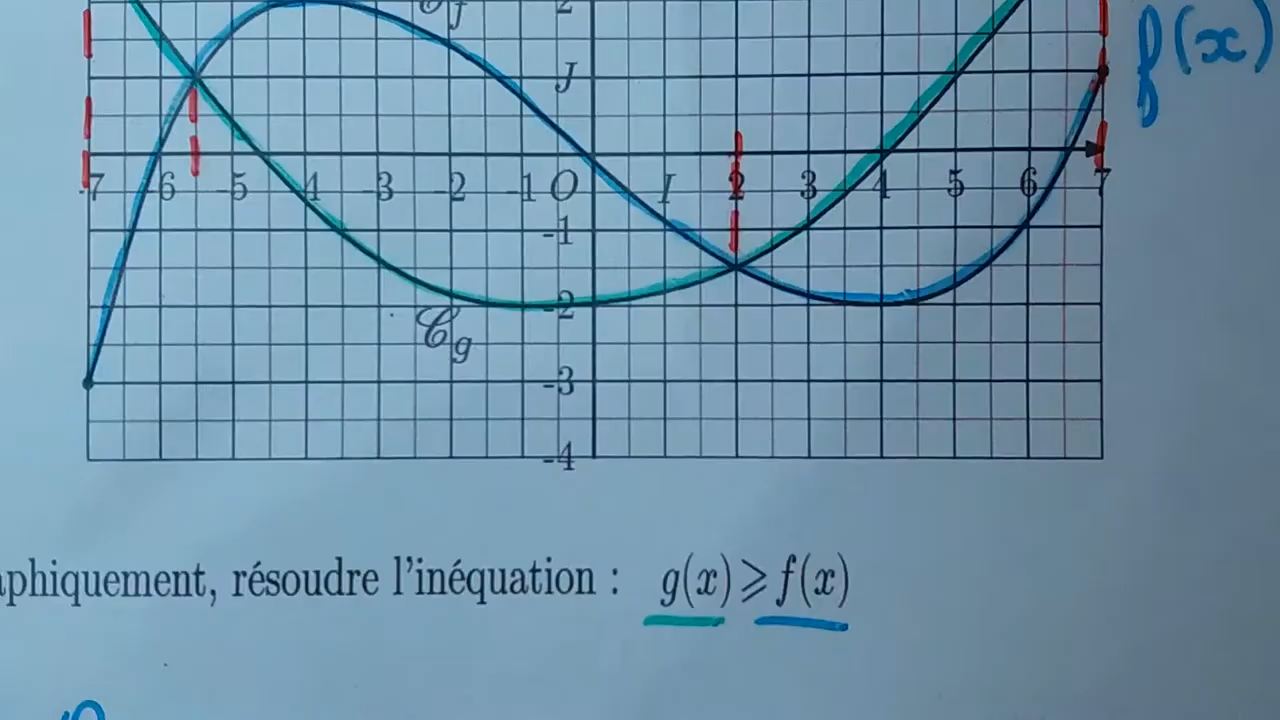 2
f(x)
J
-7 -6 -5 -4 -3 -2 -1 O I 2 3 4 5 6 7
-1
-2
𝒞g
-3
-4
aphiquement, résoudre l'inéquation : g(x)⩾f(x)